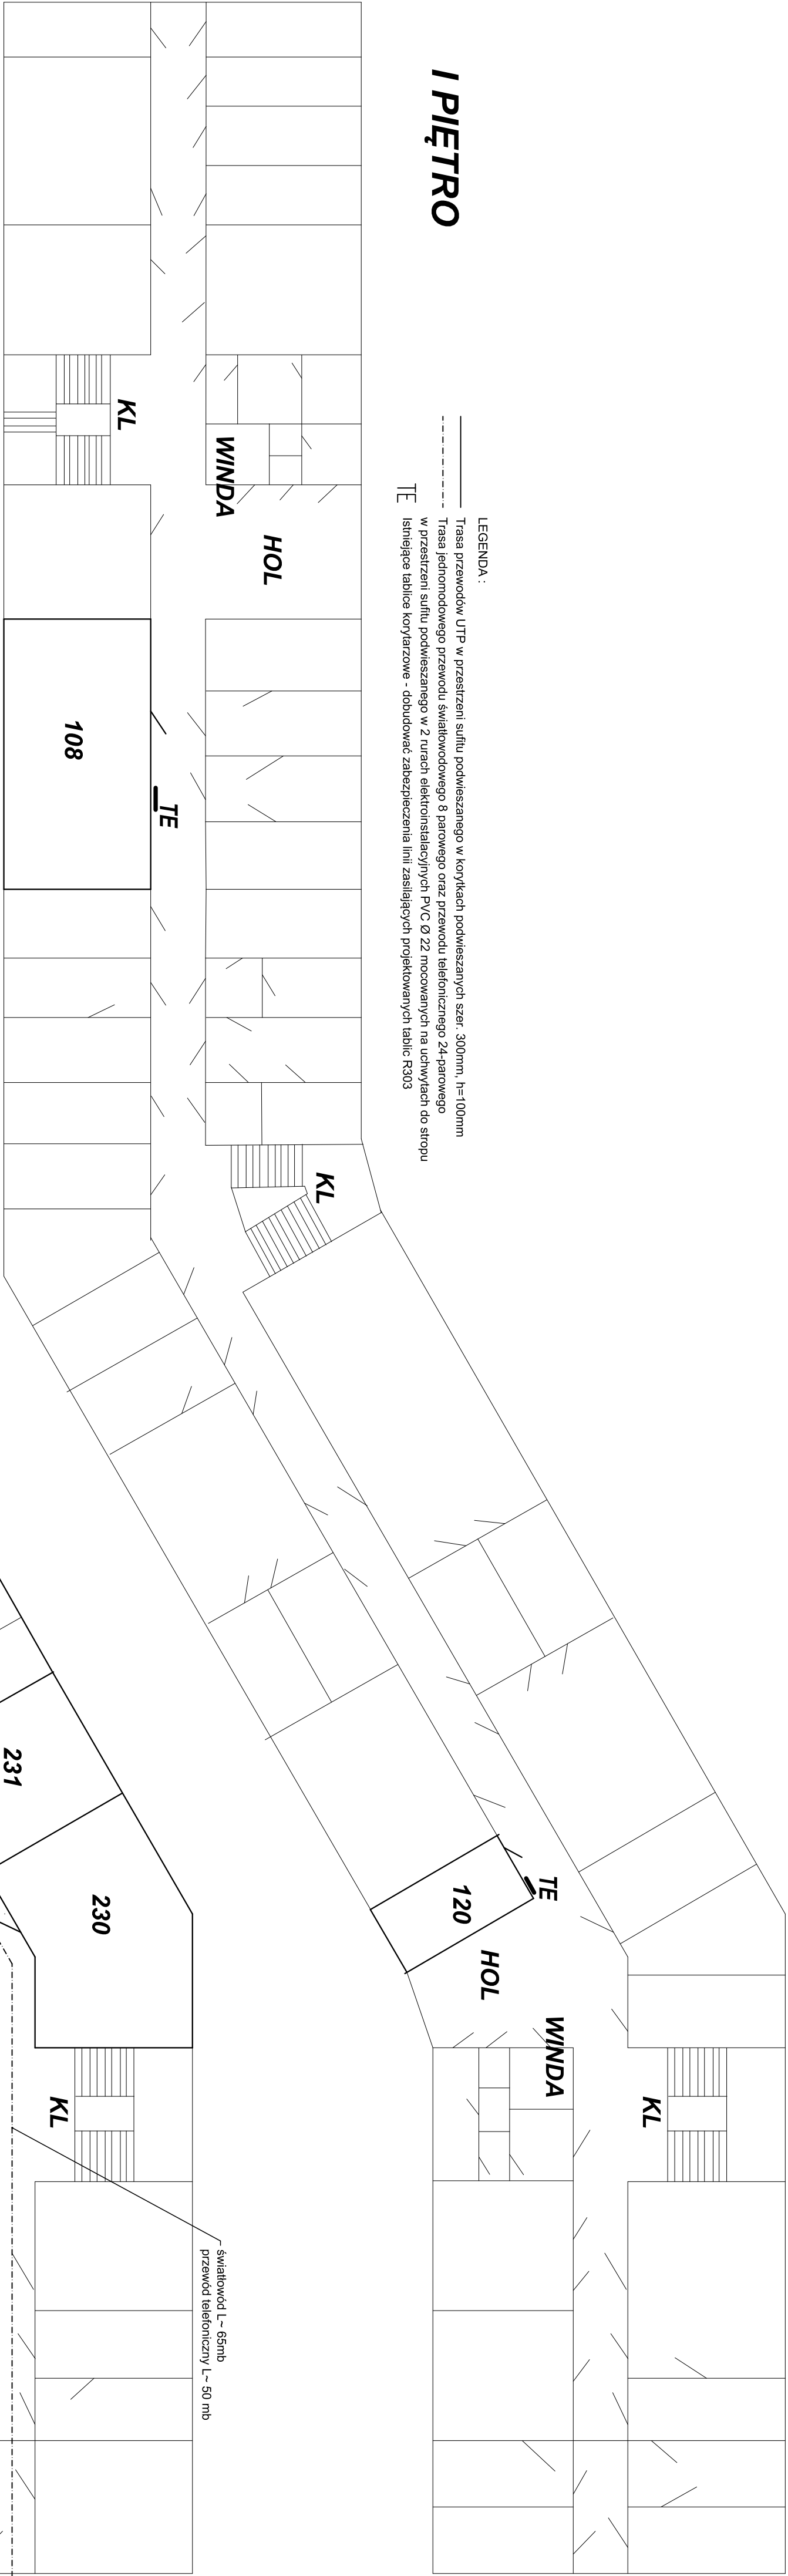 I PIĘTRO
LEGENDA :
Trasa przewodów UTP w przestrzeni sufitu podwieszanego w korytkach podwieszanych szer. 300mm, h=100mm
Trasa jednomodowego przewodu światłowodowego 8 parowego oraz przewodu telefonicznego 24-parowego
w przestrzeni sufitu podwieszanego w 2 rurach elektroinstalacyjnych PVC Ø 22 mocowanych na uchwytach do stropu
TE Istniejące tablice korytarzowe - dobudować zabezpieczenia linii zasilających projektowanych tablic R303
KL
WINDA
HOL
108
TE
KL
120
TE
HOL
WINDA
KL
231
230
KL
światłowód L~ 65mb
przewód telefoniczny L~ 50 mb